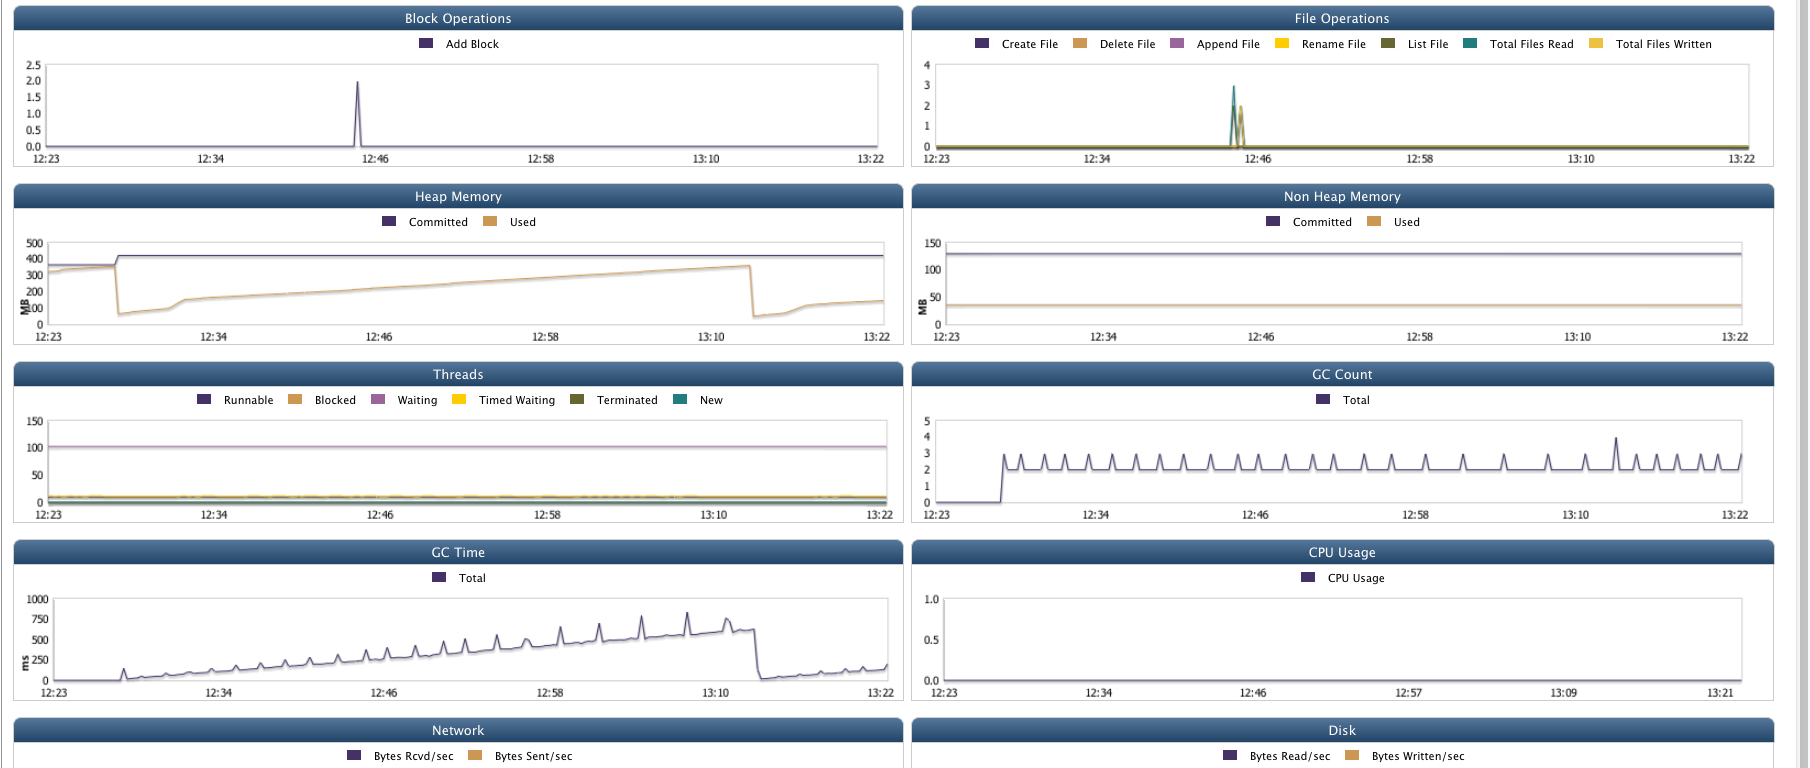 Block Operations
Add Block
2.5
2.0
1.5
1.0
0.5
0.0
12:23 12:34 12:46 12:58 13:10 13:22
File Operations
Create File Delete File Append File Rename File List File Total Files Read Total Files Written
4
3
2
1
0
12:23 12:34 12:46 12:58 13:10 13:22
Heap Memory
Committed Used
500
400
300
200
100
0
MB
12:23 12:34 12:46 12:58 13:10 13:22
Non Heap Memory
Committed Used
150
100
50
0
MB
12:23 12:34 12:46 12:58 13:10 13:22
Threads
Runnable Blocked Waiting Timed Waiting Terminated New
150
100
50
0
12:23 12:34 12:46 12:58 13:10 13:22
GC Count
Total
5
4
3
2
1
0
12:23 12:34 12:46 12:58 13:10 13:22
GC Time
Total
1000
750
500
250
0
ms
12:23 12:34 12:46 12:58 13:10 13:22
CPU Usage
CPU Usage
1.0
0.5
0.0
12:23 12:34 12:46 12:57 13:09 13:21
Network
Bytes Rcvd/sec Bytes Sent/sec
Disk
Bytes Read/sec Bytes Written/sec